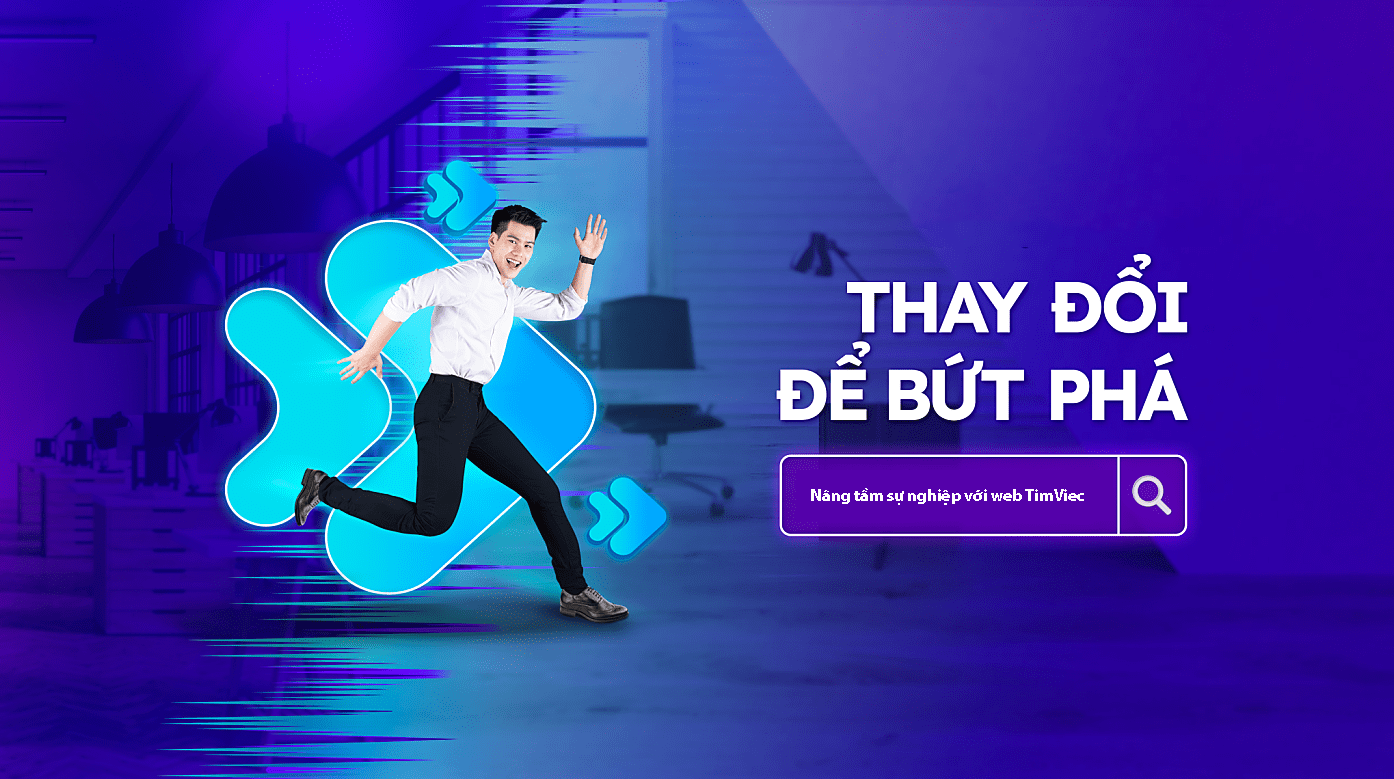 THAY ĐỔI
ĐỂ BỨT PHÁ
Nâng tầm sự nghiệp với web TimViec